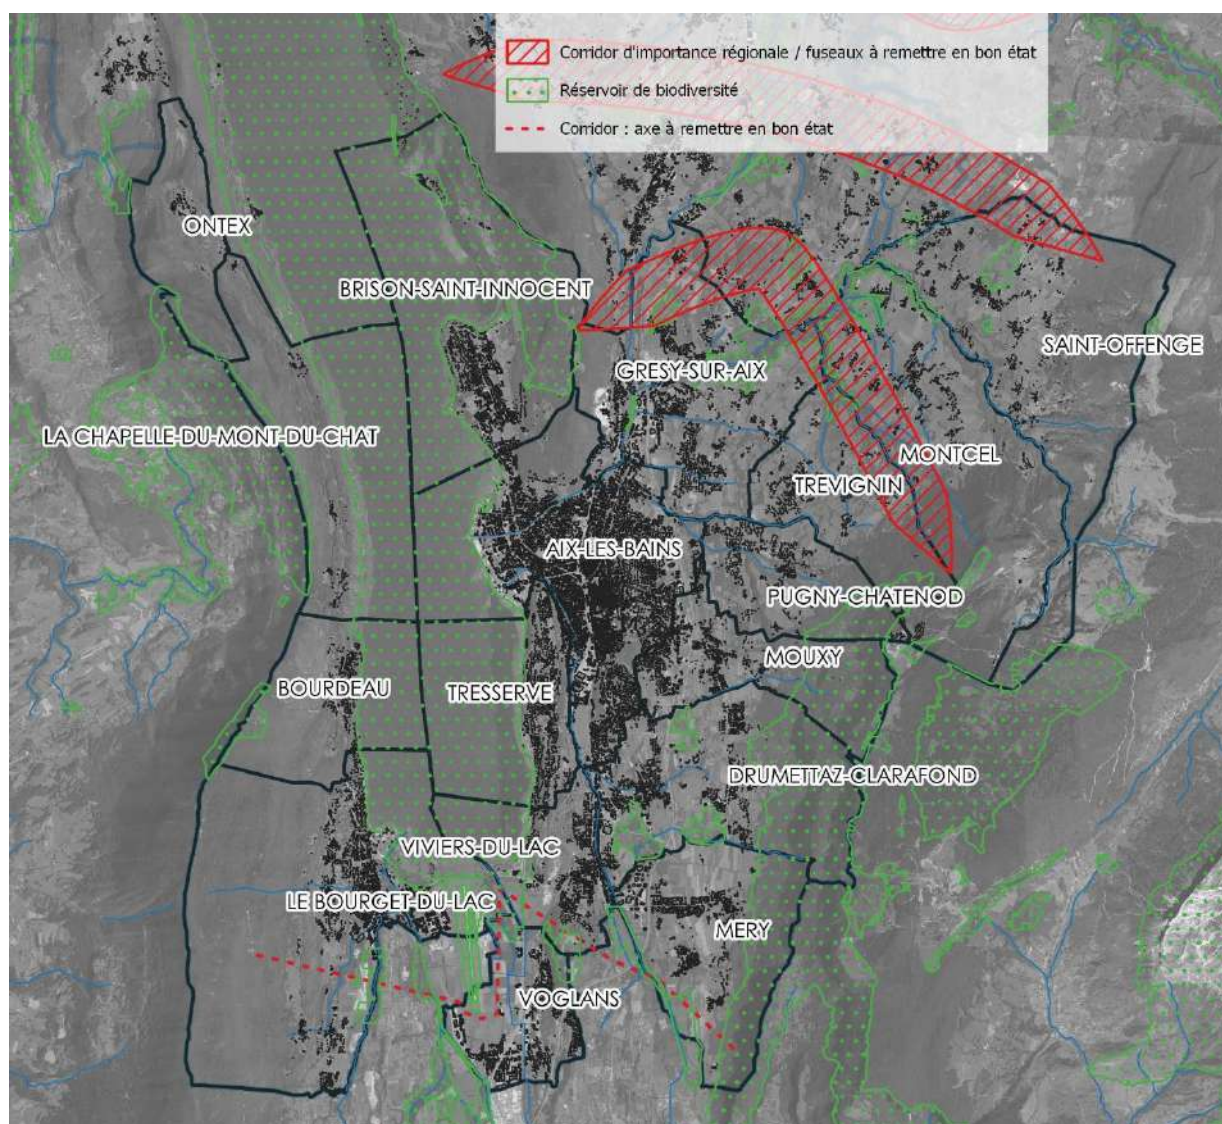 Corridor d'importance régionale / fuseaux à remettre en bon état
Réservoir de biodiversité
Corridor : axe à remettre en bon état
ONTEX
BRISON-SAINT-INNOCENT
SAINT-OFFENGE
GRESY-SUR-AIX
LA CHAPELLE-DU-MONT-DU-CHAT
MONTCEL
TREVIGNIN
AIX-LES-BAINS
PUGNY-CHATENOD
MOUXY
BOURDEAU
TRESSERVE
DRUMETTAZ-CLARAFOND
VIVIERS-DU-LAC
LE BOURGET-DU-LAC
MERY
VOGLANS